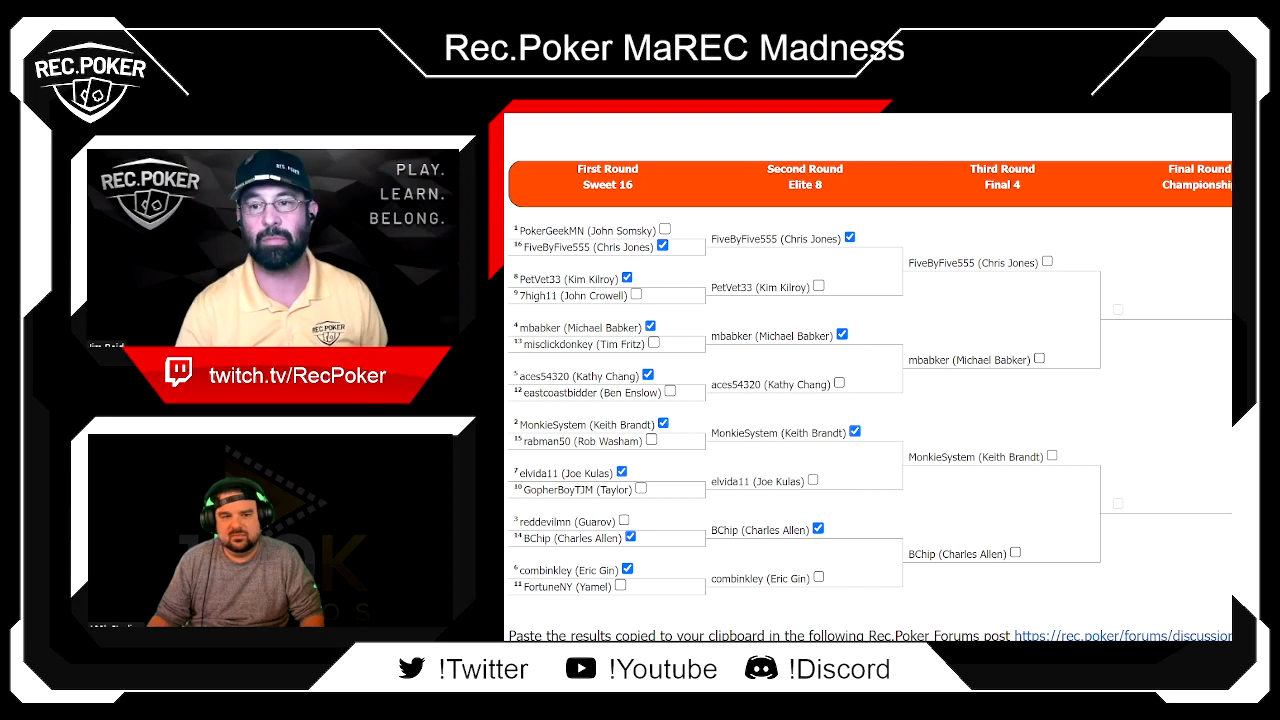 Rec.Poker MaREC Madness
REC.POKER
REC.POKER
PLAY.
LEARN.
BELONG.
REC. POKER
REC.POKER
twitch.tv/RecPoker
First Round
Sweet 16
Second Round
Elite 8
Third Round
Final 4
Final Round
Championship
1 PokerGeekMN (John Somsky)
16 FiveByFive555 (Chris Jones)
8 PetVet33 (Kim Kilroy)
9 7high11 (John Crowell)
4 mbabker (Michael Babker)
13 misclickdonkey (Tim Fritz)
5 aces54320 (Kathy Chang)
12 eastcoastbidder (Ben Enslow)
2 MonkieSystem (Keith Brandt)
15 rabman50 (Rob Washam)
7 elvida11 (Joe Kulas)
10 GopherBoyTJM (Taylor)
3 reddevilmn (Guarov)
14 BChip (Charles Allen)
6 combinkley (Eric Gin)
11 FortuneNY (Yamel)
FiveByFive555 (Chris Jones)
PetVet33 (Kim Kilroy)
mbabker (Michael Babker)
aces54320 (Kathy Chang)
MonkieSystem (Keith Brandt)
elvida11 (Joe Kulas)
BChip (Charles Allen)
combinkley (Eric Gin)
FiveByFive555 (Chris Jones)
mbabker (Michael Babker)
MonkieSystem (Keith Brandt)
BChip (Charles Allen)
Paste the results copied to your clipboard in the following Rec.Poker Forums post https://rec.poker/forums/discussion
!Twitter
!Youtube
!Discord